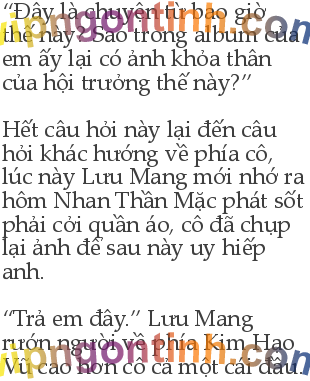 “Đây là chuyện từ bao giờ
thế này? Sao trong album của
em ấy lại có ảnh khỏa thân
của hội trưởng thế này?”
Hết câu hỏi này lại đến câu
hỏi khác hướng về phía cô,
lúc này Lưu Mang mới nhớ ra
hôm Nhan Thần Mặc phát sốt
phải cởi quần áo, cô đã chụp
lại ảnh để sau này uy hiếp
anh.
“Trả em đây.” Lưu Mang
rướn người về phía Kim Hạo
Vũ cao hơn cô cả một cái đầu.
vipngontinh.com
vipngontinh.com